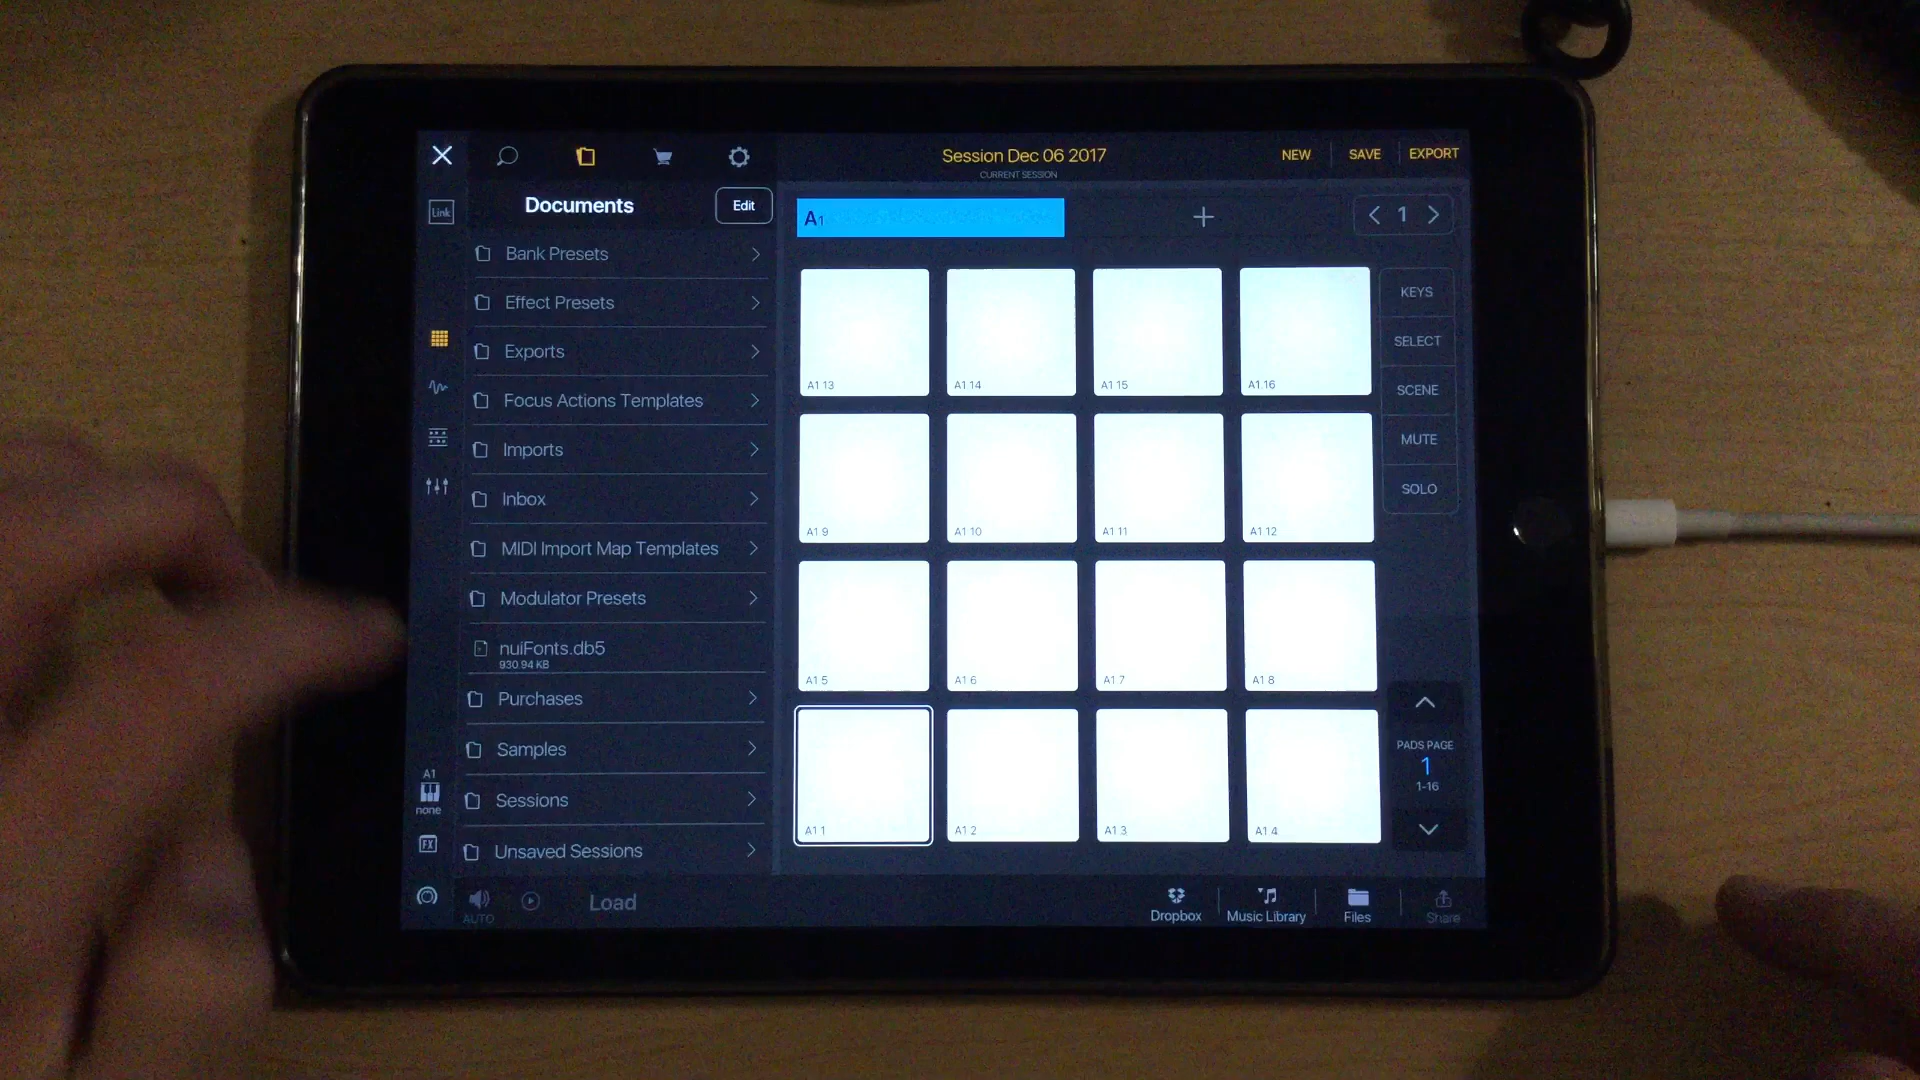 Session Dec 06 2017
CURRENT SESSION
NEW
SAVE
EXPORT
Link
Documents
Edit
A1
+
1
Bank Presets
Effect Presets
Exports
Focus Actions Templates
Imports
Inbox
MIDI Import Map Templates
Modulator Presets
nuiFonts.db5
930.94 KB
Purchases
Samples
Sessions
Unsaved Sessions
A1 13
A1 14
A1 15
A1 16
A1 9
A1 10
A1 11
A1 12
A1 5
A1 6
A1 7
A1 8
A1 1
A1 2
A1 3
A1 4
KEYS
SELECT
SCENE
MUTE
SOLO
PADS PAGE
1
1-16
A1
none
FX
AUTO
Load
Dropbox
Music Library
Files
Share